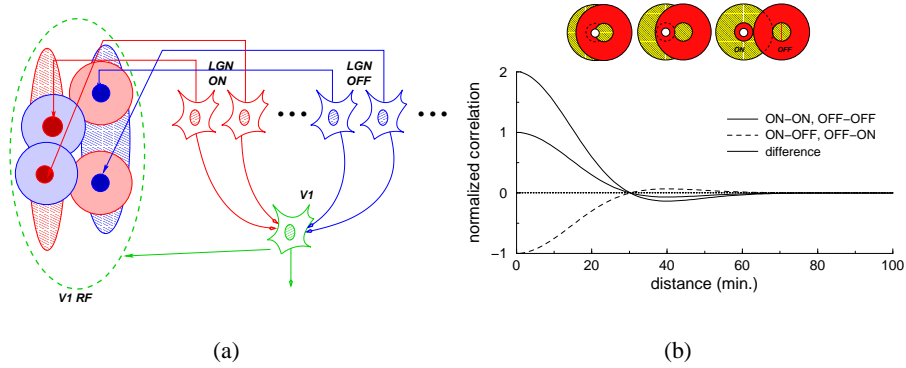 LGN
ON
LGN
OFF
V1
V1 RF
(a)
(b)
ON
OFF
normalized correlation
2
1
0
−1
0
20
40
60
80
100
distance (min.)
ON−ON, OFF−OFF
ON−OFF, OFF−ON
difference